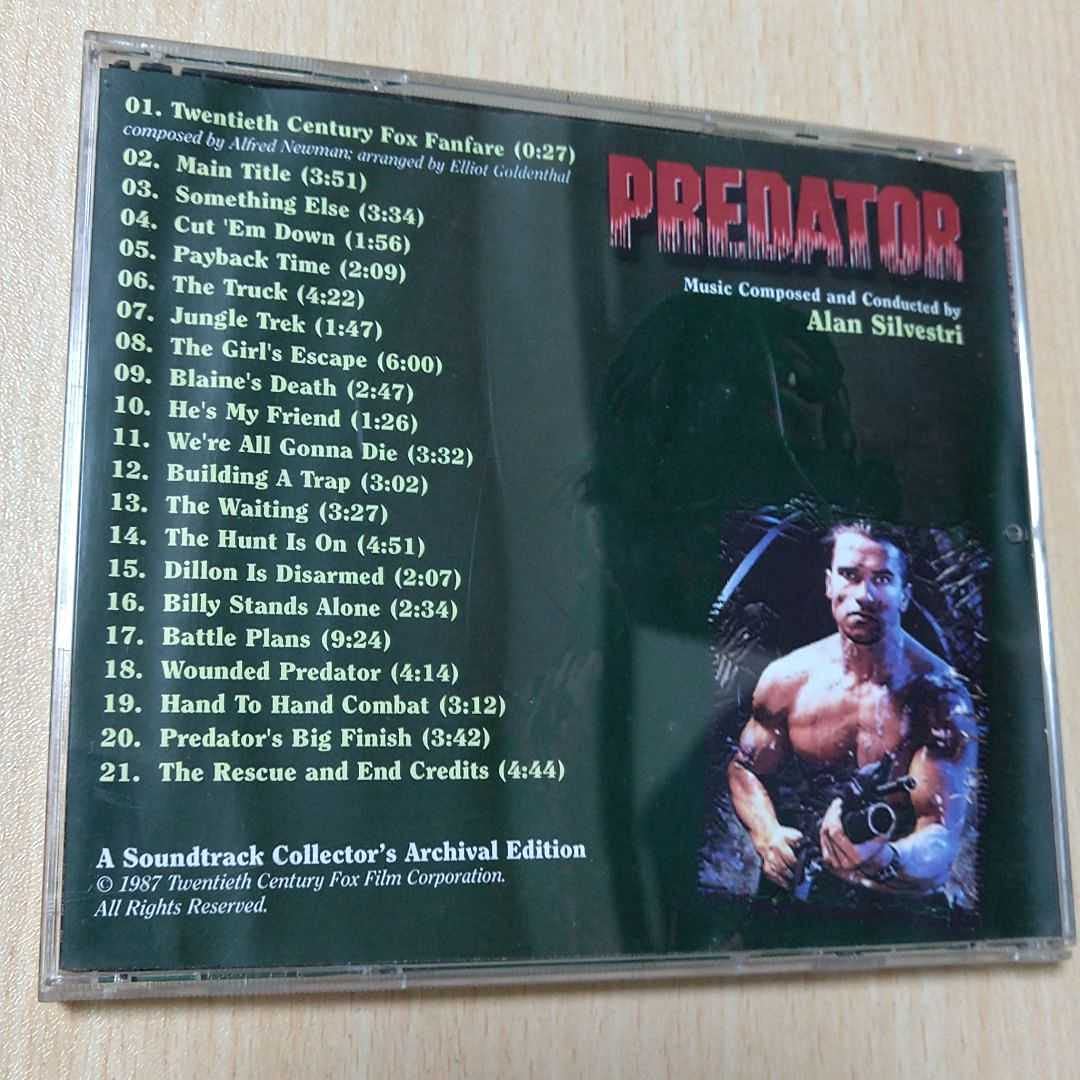 01. Twentieth Century Fox Fanfare (0:27)
composed by Alfred Newman; arranged by Elliot Goldenthal
02. Main Title (3:51)
03. Something Else (3:34)
04. Cut 'Em Down (1:56)
05. Payback Time (2:09)
06. The Truck (4:22)
07. Jungle Trek (1:47)
08. The Girl's Escape (6:00)
09. Blaine's Death (2:47)
10. He's My Friend (1:26)
11. We're All Gonna Die (3:32)
12. Building A Trap (3:02)
13. The Waiting (3:27)
14. The Hunt Is On (4:51)
15. Dillon Is Disarmed (2:07)
16. Billy Stands Alone (2:34)
17. Battle Plans (9:24)
18. Wounded Predator (4:14)
19. Hand To Hand Combat (3:12)
20. Predator's Big Finish (3:42)
21. The Rescue and End Credits (4:44)
A Soundtrack Collector's Archival Edition
© 1987 Twentieth Century Fox Film Corporation.
All Rights Reserved.
PREDATOR
Music Composed and Conducted by
Alan Silvestri